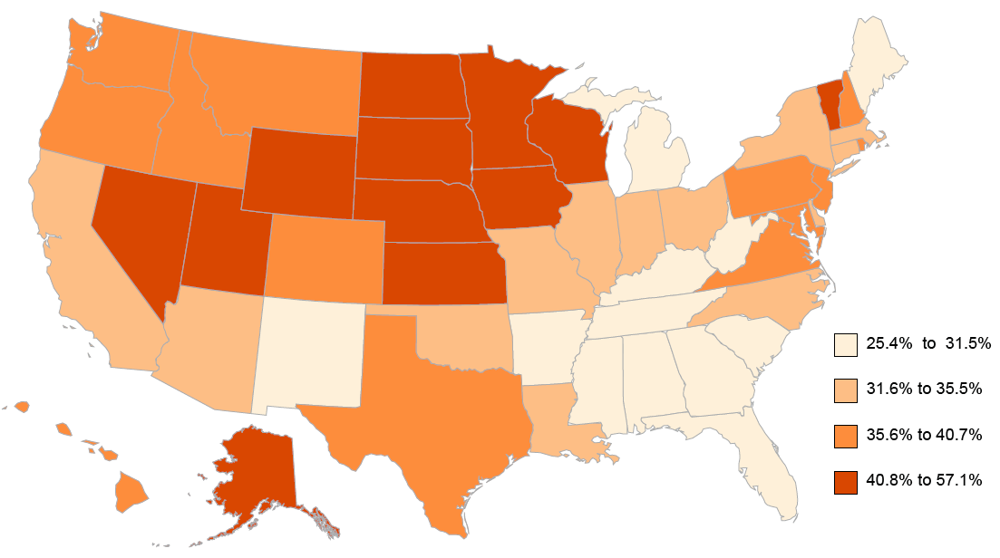 25.4%  to  31.5%
31.6% to 35.5%
35.6% to 40.7%
40.8% to 57.1%